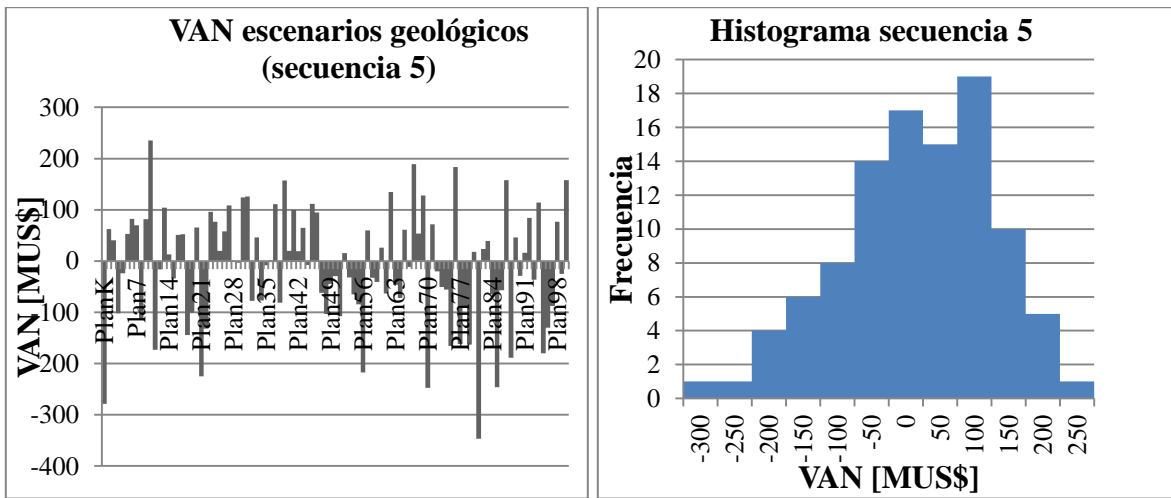 VAN escenarios geológicos
(secuencia 5)
VAN [MUS$]
300
200
100
0
-100
-200
-300
-400
PlanK
Plan7
Plan14
Plan21
Plan28
Plan35
Plan42
Plan49
Plan56
Plan63
Plan70
Plan77
Plan84
Plan91
Plan98
Histograma secuencia 5
Frecuencia
20
18
16
14
12
10
8
6
4
2
0
-300
-250
-200
-150
-100
-50
0
50
100
150
200
250
VAN [MUS$]